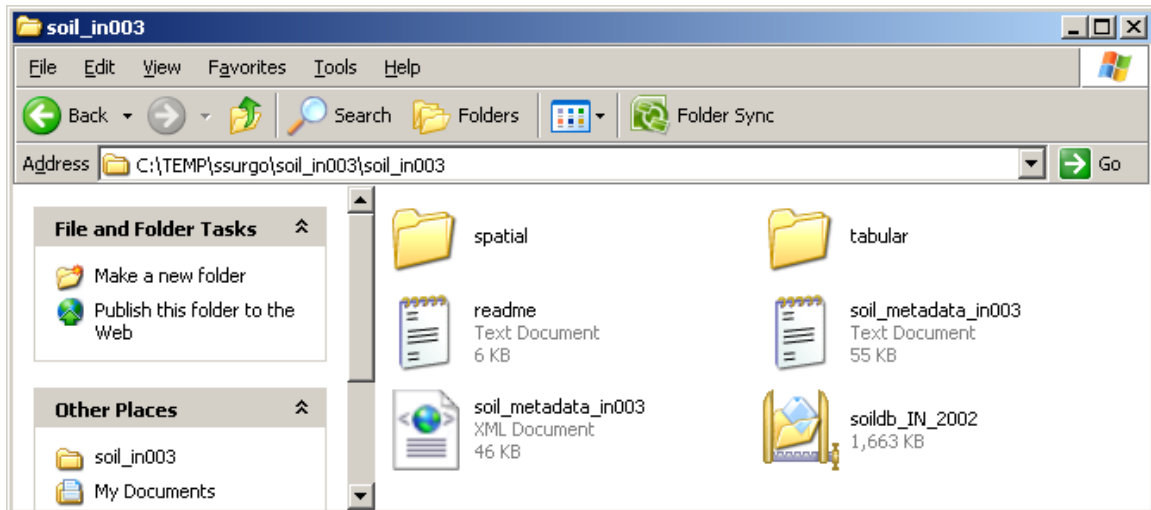 soil_in003
File Edit View Favorites Tools Help
Back Search Folders Folder Sync
Address C:\TEMP\ssurgo\soil_in003\soil_in003 Go
File and Folder Tasks
Make a new folder
Publish this folder to the
Web
Other Places
soil_in003
My Documents
spatial
tabular
readme
Text Document
6 KB
soil_metadata_in003
Text Document
55 KB
soil_metadata_in003
XML Document
46 KB
soildb_IN_2002
1,663 KB